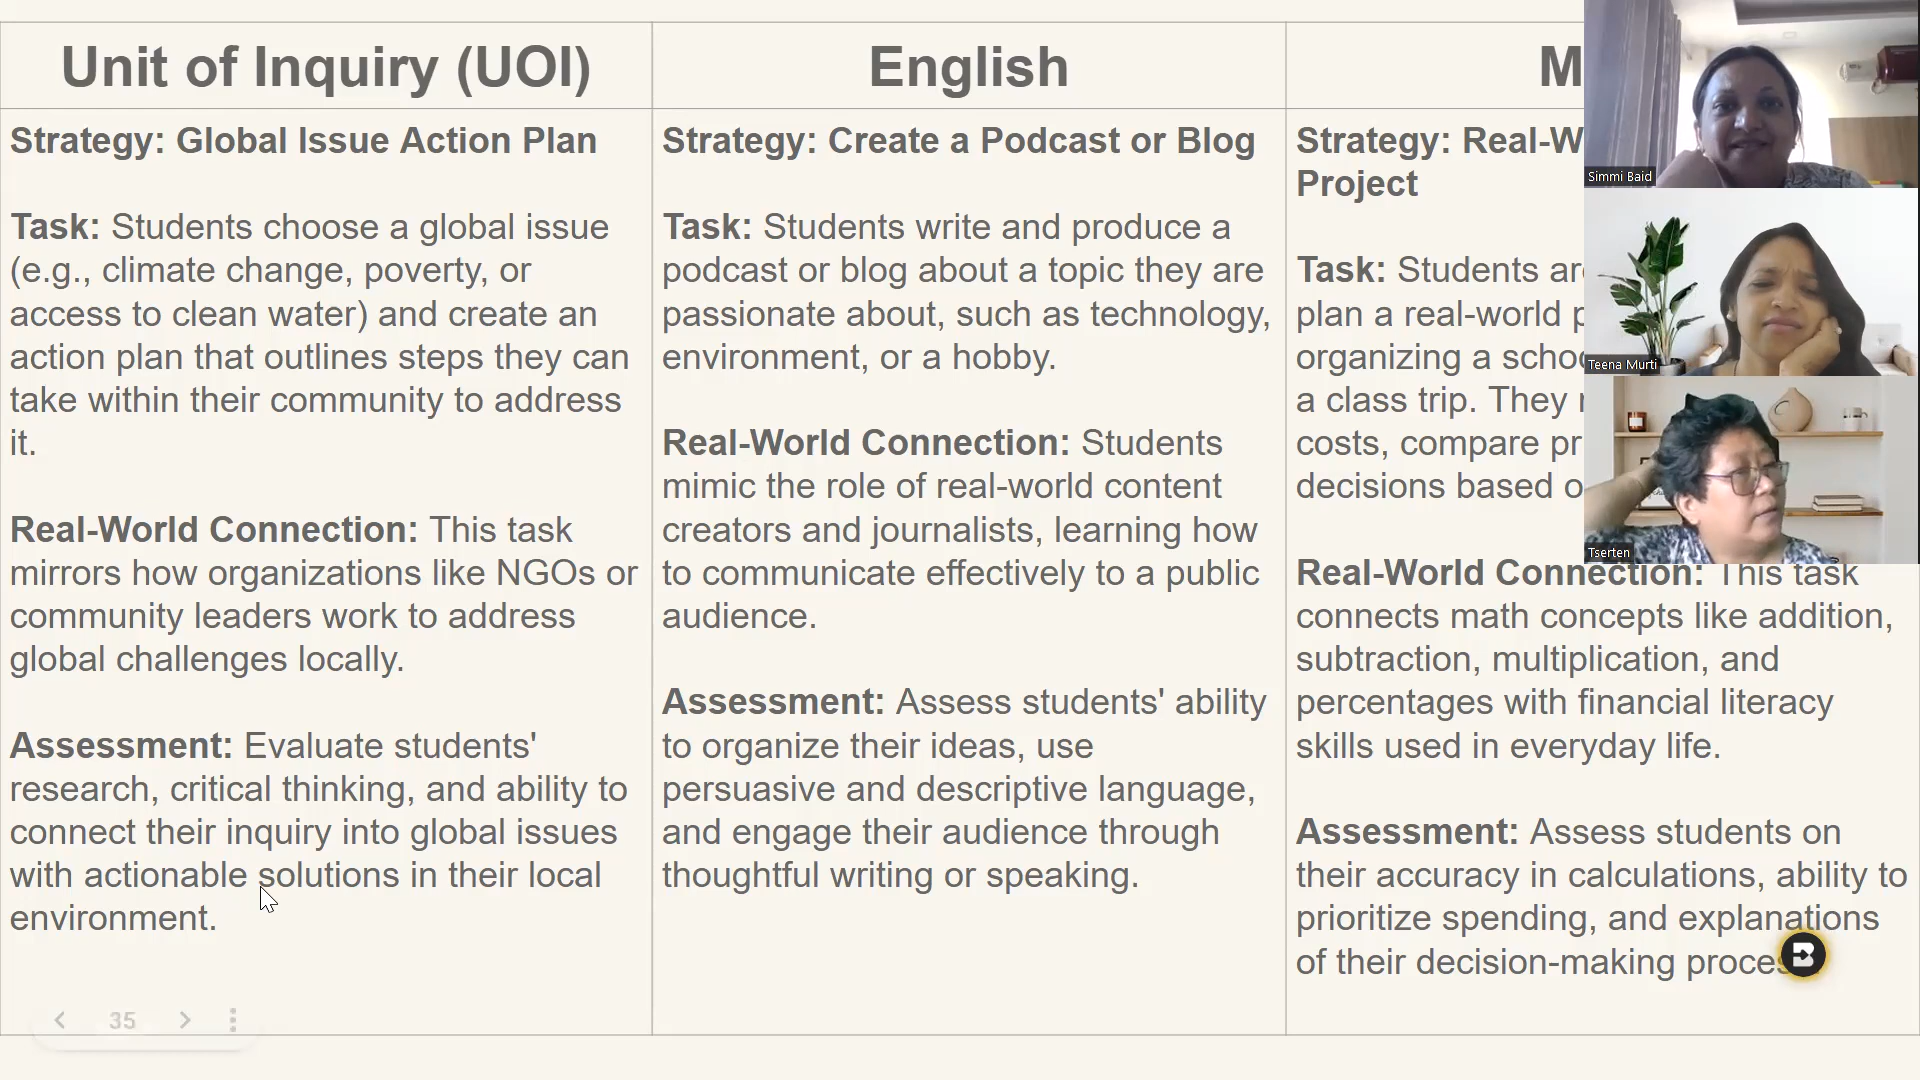 Unit of Inquiry (UOI)
Strategy: Global Issue Action Plan
Task: Students choose a global issue
(e.g., climate change, poverty, or
access to clean water) and create an
action plan that outlines steps they can
take within their community to address
it.
Real-World Connection: This task
mirrors how organizations like NGOs or
community leaders work to address
global challenges locally.
Assessment: Evaluate students'
research, critical thinking, and ability to
connect their inquiry into global issues
with actionable solutions in their local
environment.
English
Strategy: Create a Podcast or Blog
Task: Students write and produce a
podcast or blog about a topic they are
passionate about, such as technology,
environment, or a hobby.
Real-World Connection: Students
mimic the role of real-world content
creators and journalists, learning how
to communicate effectively to a public
audience.
Assessment: Assess students' ability
to organize their ideas, use
persuasive and descriptive language,
and engage their audience through
thoughtful writing or speaking.
M
Strategy: Real-W
Project
Task: Students ar
plan a real-world p
organizing a schoo
a class trip. They
costs, compare pr
decisions based o
Real-World Connection: This task
connects math concepts like addition,
subtraction, multiplication, and
percentages with financial literacy
skills used in everyday life.
Assessment: Assess students on
their accuracy in calculations, ability to
prioritize spending, and explanations
of their decision-making proces
Simmi Baid
Teena Murti
Tserten
35